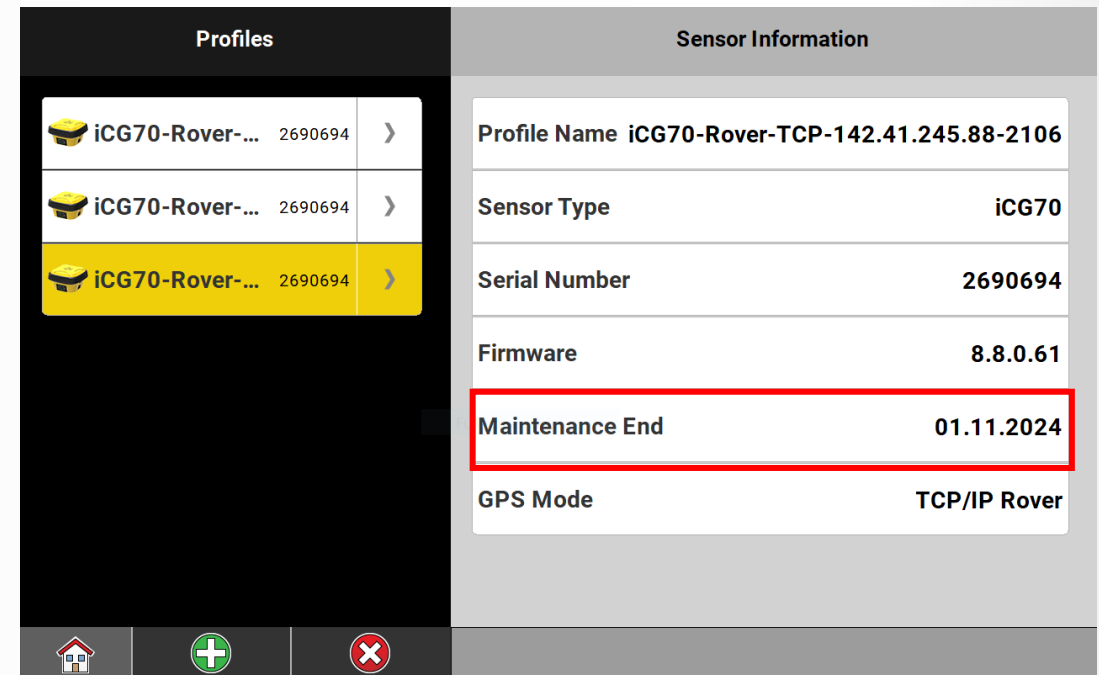 Profiles
Sensor Information
iCG70-Rover-... 2690694
iCG70-Rover-... 2690694
iCG70-Rover-... 2690694
Profile Name iCG70-Rover-TCP-142.41.245.88-2106
Sensor Type iCG70
Serial Number 2690694
Firmware 8.8.0.61
Maintenance End 01.11.2024
GPS Mode TCP/IP Rover